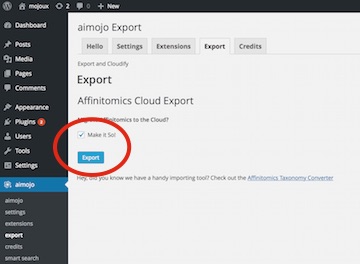 mojoux 2 0 + New
aimojo Export
Hello Settings Extensions Export Credits
Export and Cloudify
Export
Affinitomics Cloud Export
to the Cloud?
Make it So!
Export
Hey, did you know we have a handy importing tool? Check out the Affinitomics Taxonomy Converter
Dashboard
Posts
Media
Pages
Comments
Appearance
Plugins 2
Users
Tools
Settings
aimojo
aimojo
settings
extensions
export
credits
smart search